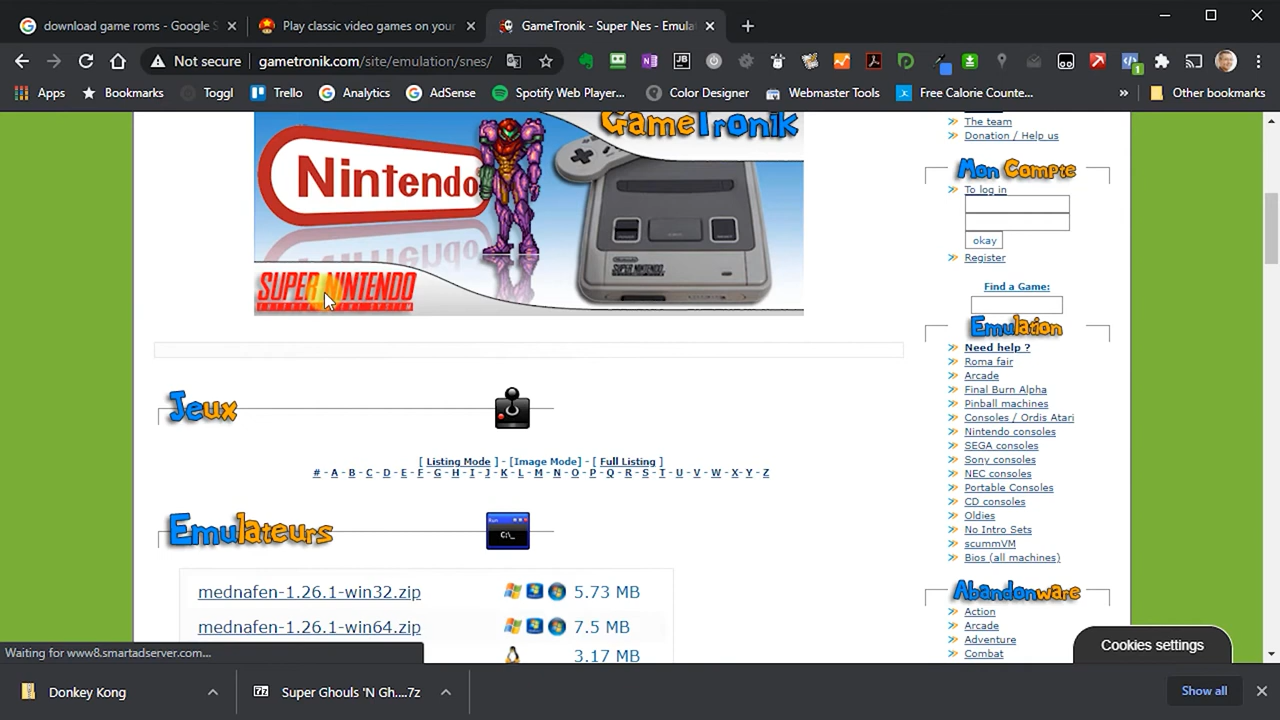 download game roms - Google S
Play classic video games on your
GameTronik - Super Nes - Emula
Not secure
gametronik.com/site/emulation/snes/
Apps
Bookmarks
Toggl
Trello
Analytics
AdSense
Spotify Web Player...
Color Designer
Webmaster Tools
Free Calorie Counte...
»
Other bookmarks
GameTronik
Nintendo
SUPER NINTENDO
ENTERTAINMENT SYSTEM
SUPER NINTENDO
The team
Donation / Help us
Mon Compte
To log in
okay
Register
Find a Game:
Jeux
[ Listing Mode ] - [Image Mode] - [ Full Listing ]
# - A - B - C - D - E - F - G - H - I - J - K - L - M - N - O - P - Q - R - S - T - U - V - W - X - Y - Z
Emulateurs
Run
C:\_
mednafen-1.26.1-win32.zip 5.73 MB
mednafen-1.26.1-win64.zip 7.5 MB
3.17 MB
Emulation
Need help ?
Roma fair
Arcade
Final Burn Alpha
Pinball machines
Consoles / Ordis Atari
Nintendo consoles
SEGA consoles
Sony consoles
NEC consoles
Portable Consoles
CD consoles
Oldies
No Intro Sets
scummVM
Bios (all machines)
Abandonware
Action
Arcade
Adventure
Combat
Cookies settings
Waiting for www8.smartadserver.com...
Donkey Kong
Super Ghouls 'N Gh....7z
Show all